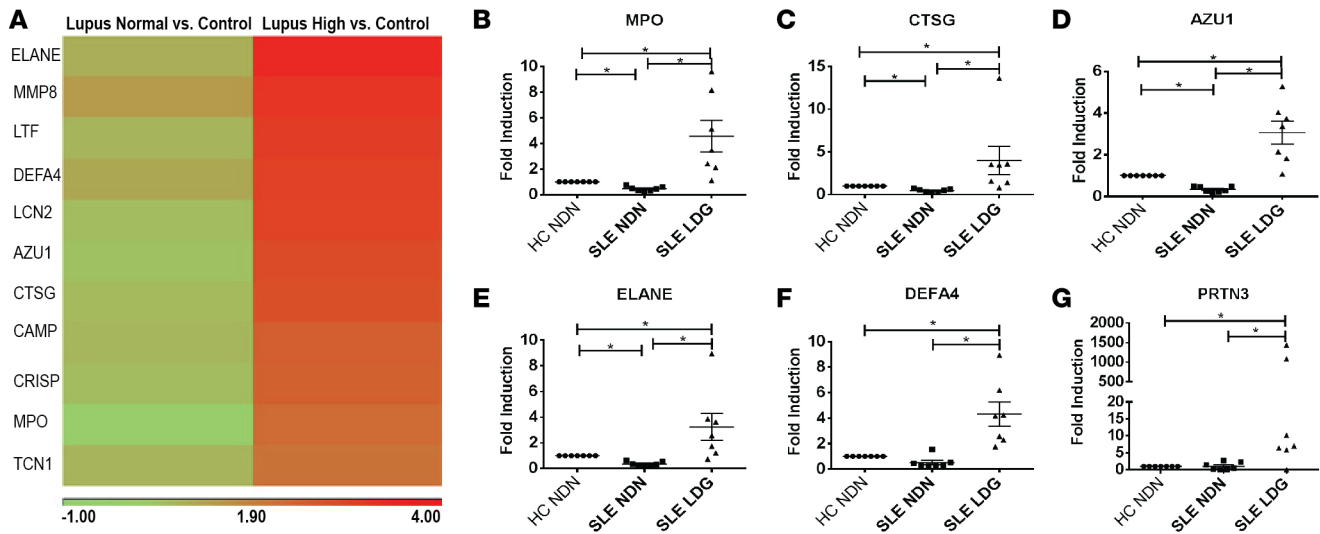 A
Lupus Normal vs. Control Lupus High vs. Control
ELANE
MMP8
LTF
DEFA4
LCN2
AZU1
CTSG
CAMP
CRISP
MPO
TCN1
-1.00 1.90 4.00
B
MPO
Fold Induction
10
8
6
4
2
0
* * *
HC NDN
SLE NDN
SLE LDG
C
CTSG
Fold Induction
15
10
5
0
* * *
HC NDN
SLE NDN
SLE LDG
D
AZU1
Fold Induction
6
4
2
0
* * *
HC NDN
SLE NDN
SLE LDG
E
ELANE
Fold Induction
10
8
6
4
2
0
* * *
HC NDN
SLE NDN
SLE LDG
F
DEFA4
Fold Induction
10
8
6
4
2
0
* *
HC NDN
SLE NDN
SLE LDG
G
PRTN3
Fold Induction
2000
1500
1000
500
20
15
10
5
0
* *
HC NDN
SLE NDN
SLE LDG